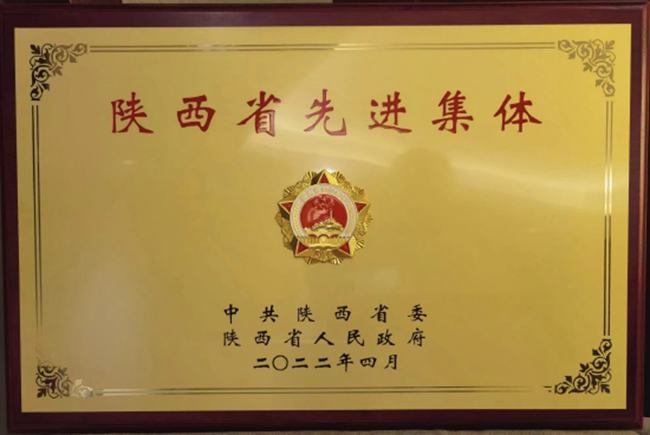 陕西省先进集体
中共陕西省委
陕西省人民政府
二〇二二年四月